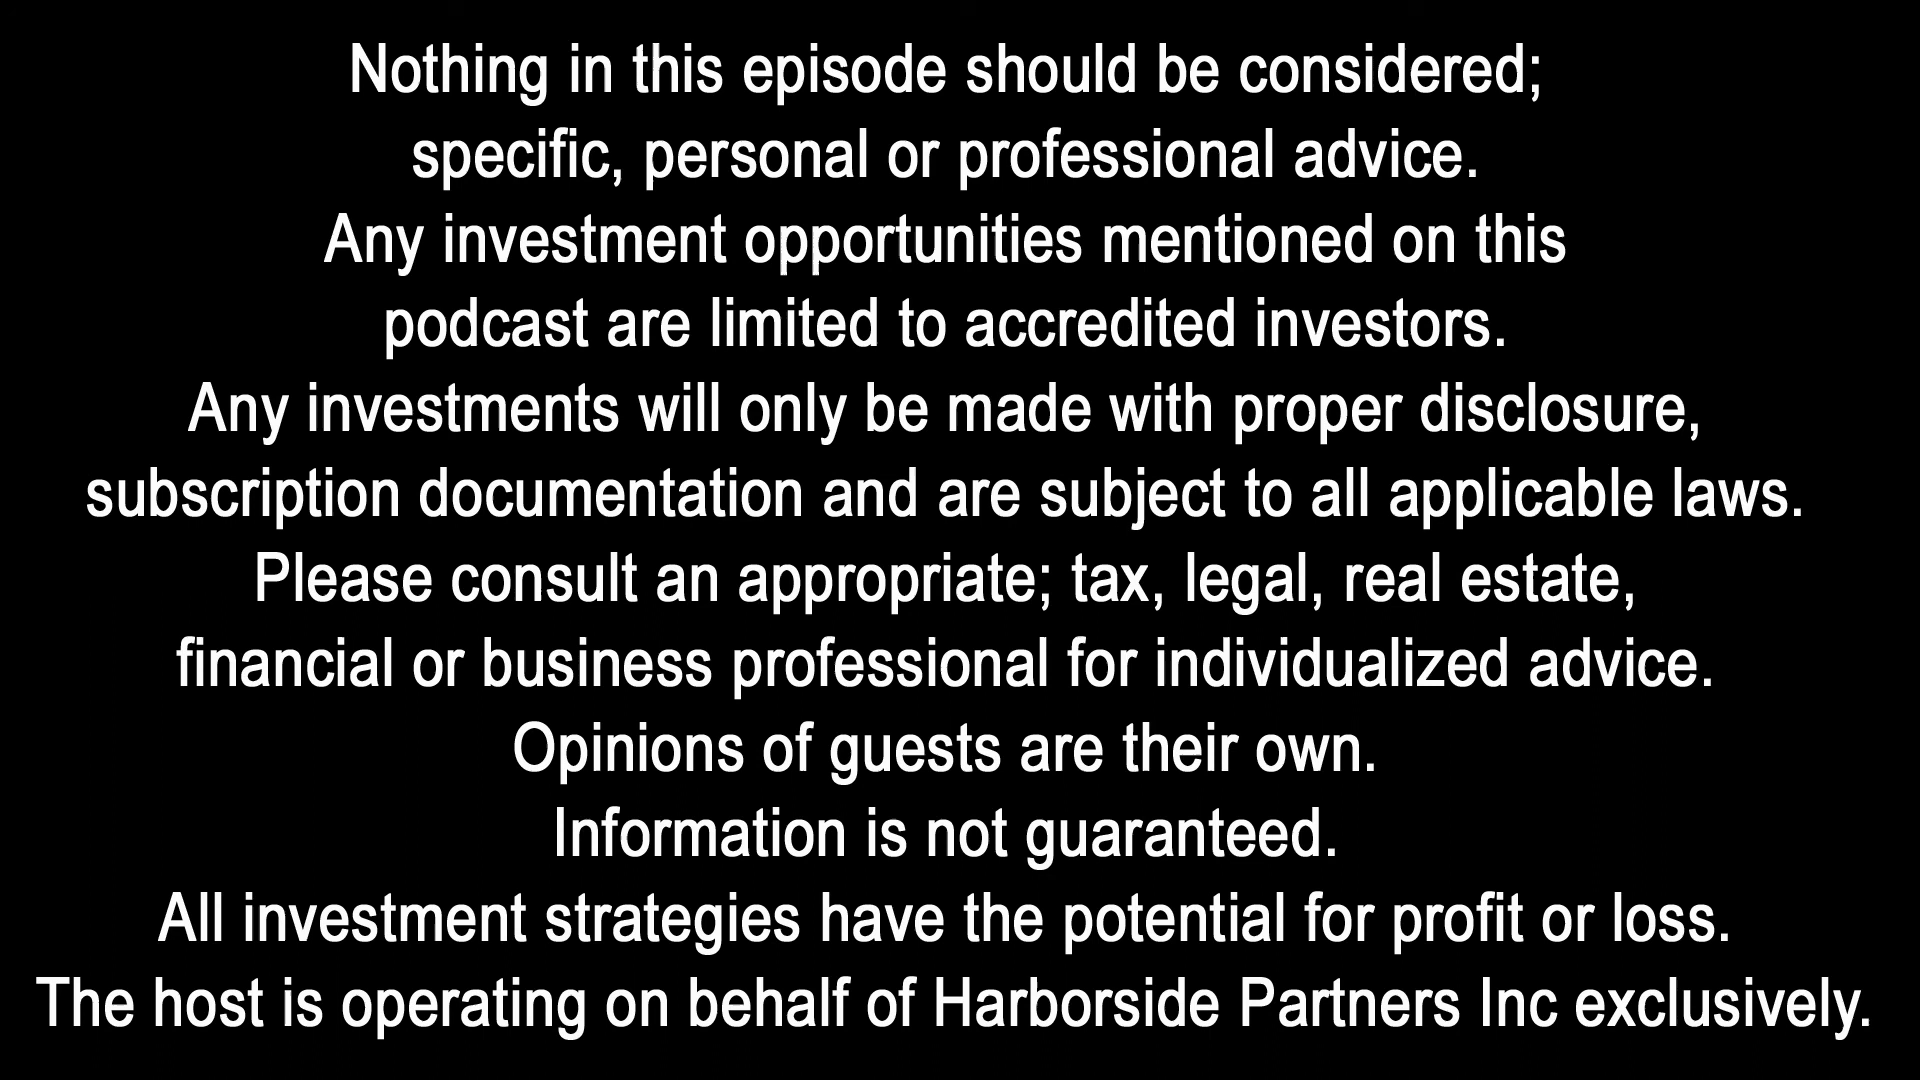 Nothing in this episode should be considered;
specific, personal or professional advice.
Any investment opportunities mentioned on this
podcast are limited to accredited investors.
Any investments will only be made with proper disclosure,
subscription documentation and are subject to all applicable laws.
Please consult an appropriate; tax, legal, real estate,
financial or business professional for individualized advice.
Opinions of guests are their own.
Information is not guaranteed.
All investment strategies have the potential for profit or loss.
The host is operating on behalf of Harborside Partners Inc exclusively.